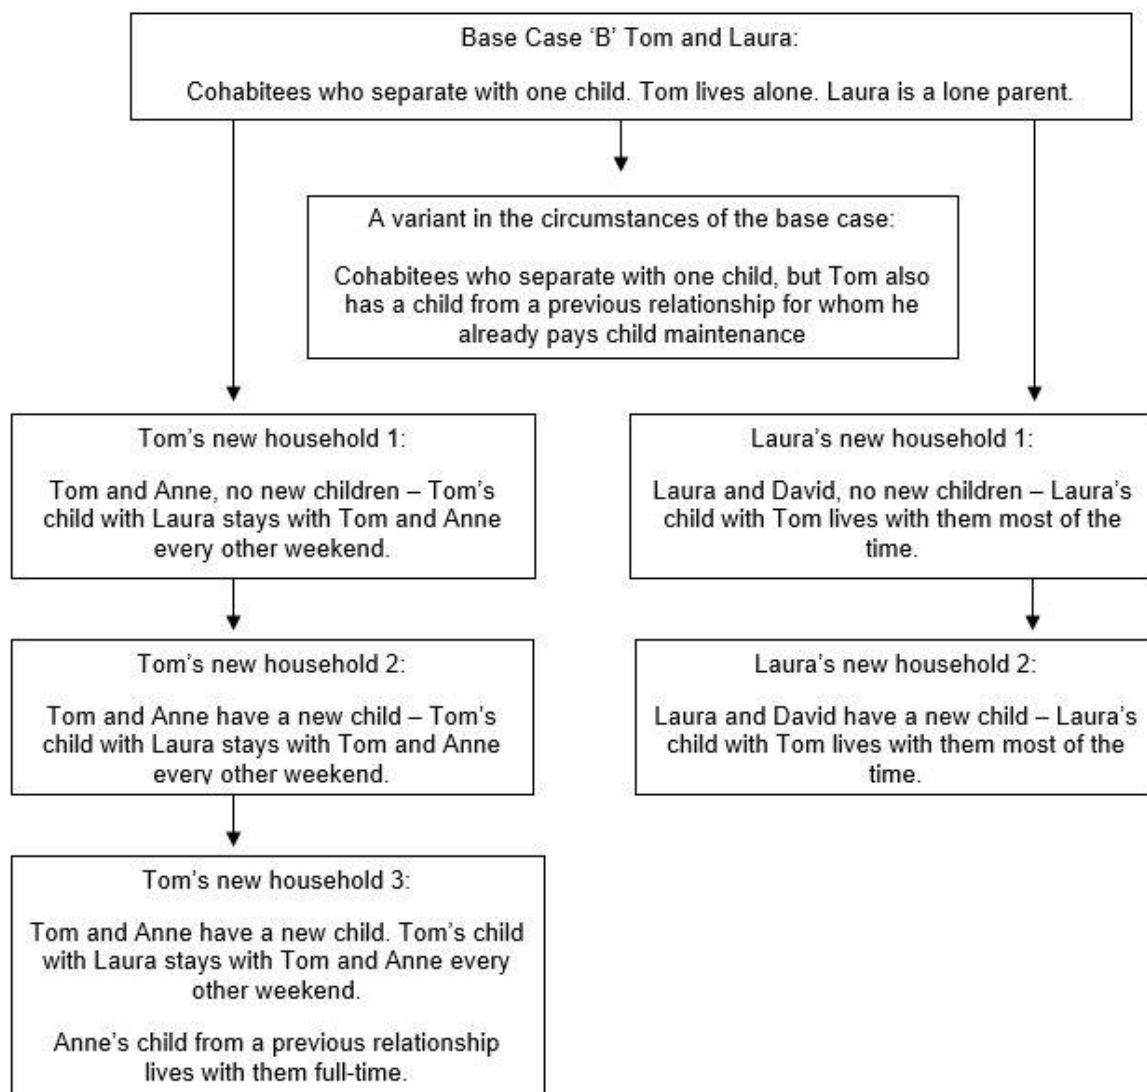 Base Case ‘B’ Tom and Laura:
Cohabitees who separate with one child. Tom lives alone. Laura is a lone parent.
A variant in the circumstances of the base case:
Cohabitees who separate with one child, but Tom also
has a child from a previous relationship for whom he
already pays child maintenance
Tom’s new household 1:
Tom and Anne, no new children – Tom’s
child with Laura stays with Tom and Anne
every other weekend.
Laura’s new household 1:
Laura and David, no new children – Laura’s
child with Tom lives with them most of the
time.
Tom’s new household 2:
Tom and Anne have a new child – Tom’s
child with Laura stays with Tom and Anne
every other weekend.
Laura’s new household 2:
Laura and David have a new child – Laura’s
child with Tom lives with them most of the
time.
Tom’s new household 3:
Tom and Anne have a new child. Tom’s child
with Laura stays with Tom and Anne every
other weekend.
Anne’s child from a previous relationship
lives with them full-time.